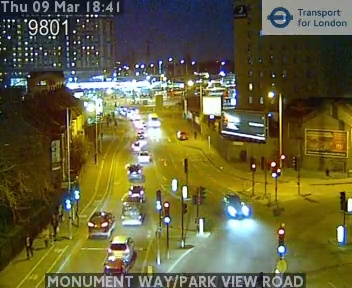 Thu 09 Mar 18:41
Transport
for London
9801.
MONUMENT WAY/PARK VIEW ROAD